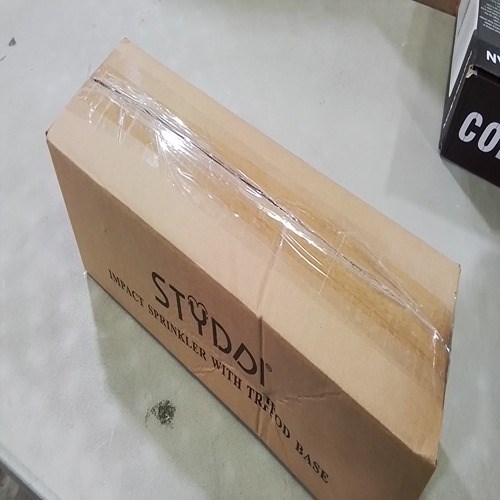 STYDDI
IMPACT SPRINKLER WITH TRIPOD BASE